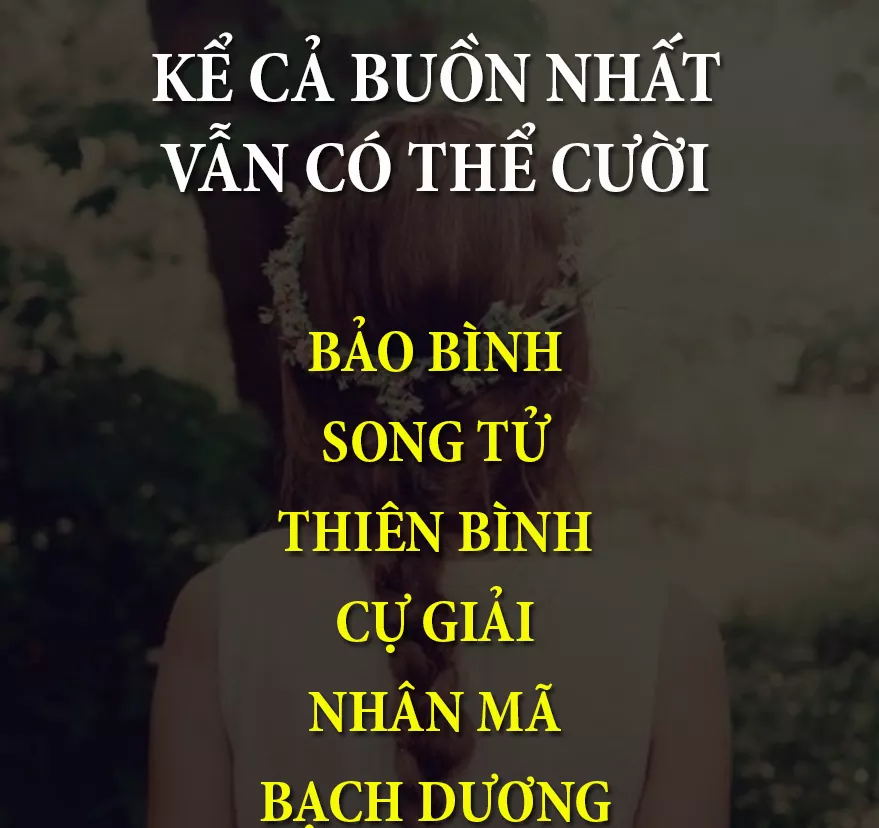 KỂ CẢ BUỒN NHẤT
VẪN CÓ THỂ CƯỜI
BẢO BÌNH
SONG TỬ
THIÊN BÌNH
CỰ GIẢI
NHÂN MÃ
BẠCH DƯƠNG